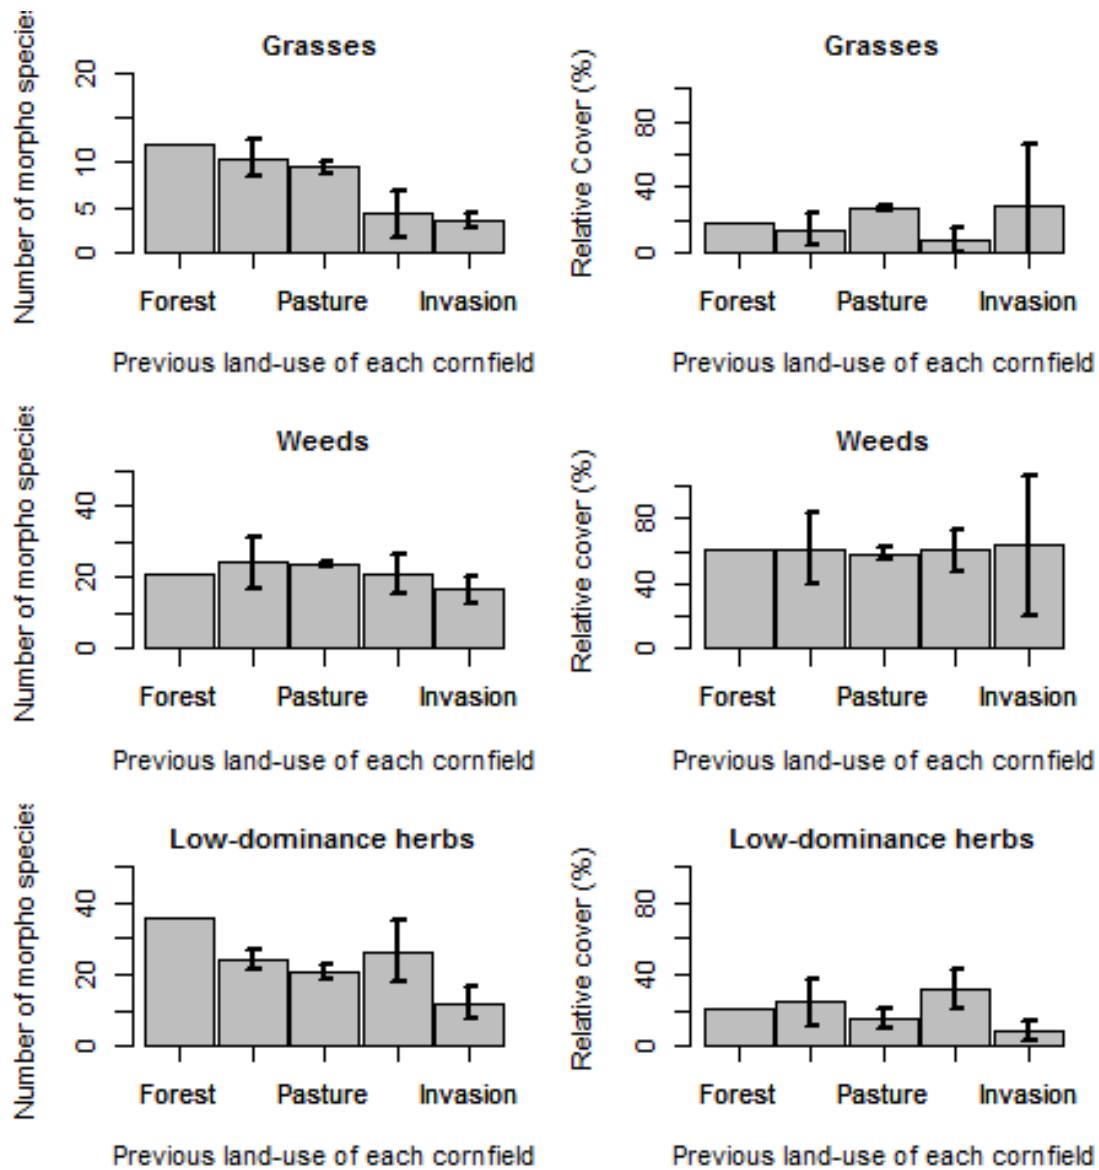 Grasses
Number of morpho species
20
10
5
0
Forest Pasture Invasion
Previous land-use of each cornfield
Grasses
Relative Cover (%)
80
40
0
Forest Pasture Invasion
Previous land-use of each cornfield
Weeds
Number of morpho species
40
20
0
Forest Pasture Invasion
Previous land-use of each cornfield
Weeds
Relative cover (%)
80
40
0
Forest Pasture Invasion
Previous land-use of each cornfield
Low-dominance herbs
Number of morpho species
40
20
0
Forest Pasture Invasion
Previous land-use of each cornfield
Low-dominance herbs
Relative cover (%)
80
40
0
Forest Pasture Invasion
Previous land-use of each cornfield